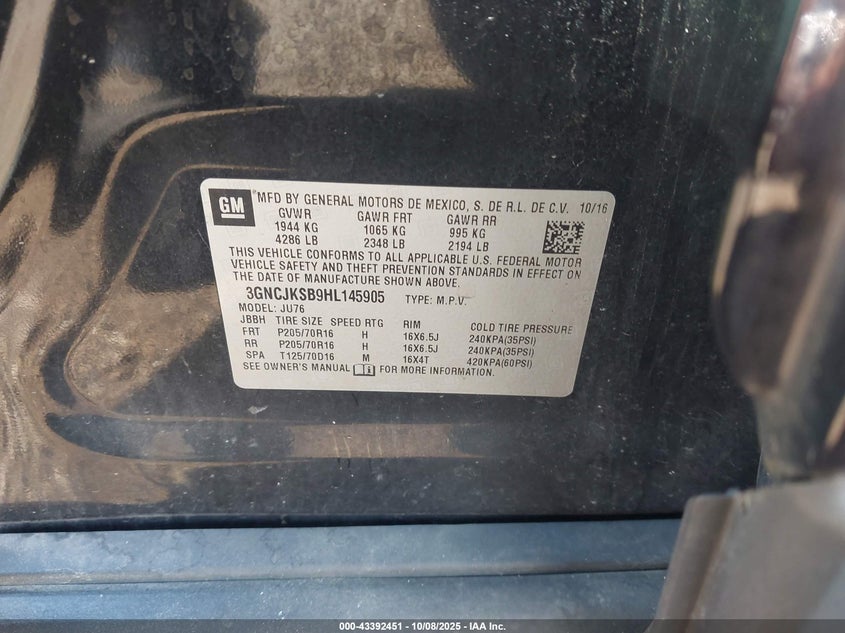 GM
MFD BY GENERAL MOTORS DE MEXICO, S. DE R.L. DE C.V. 10/16
GVWR GAWR FRT GAWR RR
1944 KG 1065 KG 995 KG
4286 LB 2348 LB 2194 LB
THIS VEHICLE CONFORMS TO ALL APPLICABLE U.S. FEDERAL MOTOR
VEHICLE SAFETY AND THEFT PREVENTION STANDARDS IN EFFECT ON
THE DATE OF MANUFACTURE SHOWN ABOVE.
3GNCJKSB9HL145905 TYPE: M.P.V.
MODEL: JU76
JBBH TIRE SIZE SPEED RTG RIM COLD TIRE PRESSURE
FRT P205/70R16 H 16X6.5J 240KPA(35PSI)
RR P205/70R16 H 16X6.5J 240KPA(35PSI)
SPA T125/70D16 M 16X4T 420KPA(60PSI)
SEE OWNER'S MANUAL FOR MORE INFORMATION.
000-43392451 - 10/08/2025 - IAA Inc.